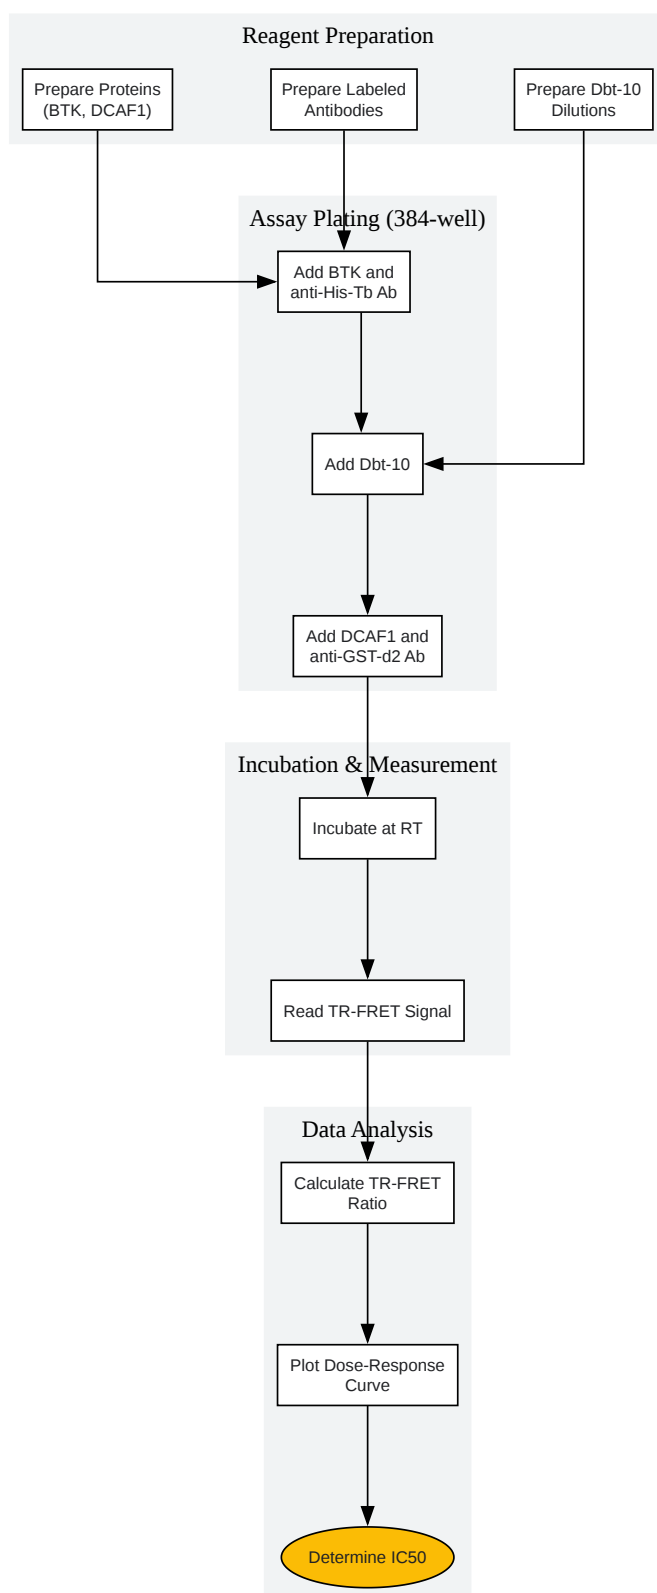 Reagent Preparation
Prepare Proteins
(BTK, DCAF1)
Prepare Labeled
Antibodies
Prepare Dbt-10
Dilutions
Assay Plating (384-well)
Add BTK and
anti-His-Tb Ab
Add Dbt-10
Add DCAF1 and
anti-GST-d2 Ab
Incubation & Measurement
Incubate at RT
Read TR-FRET Signal
Data Analysis
Calculate TR-FRET
Ratio
Plot Dose-Response
Curve
Determine IC50